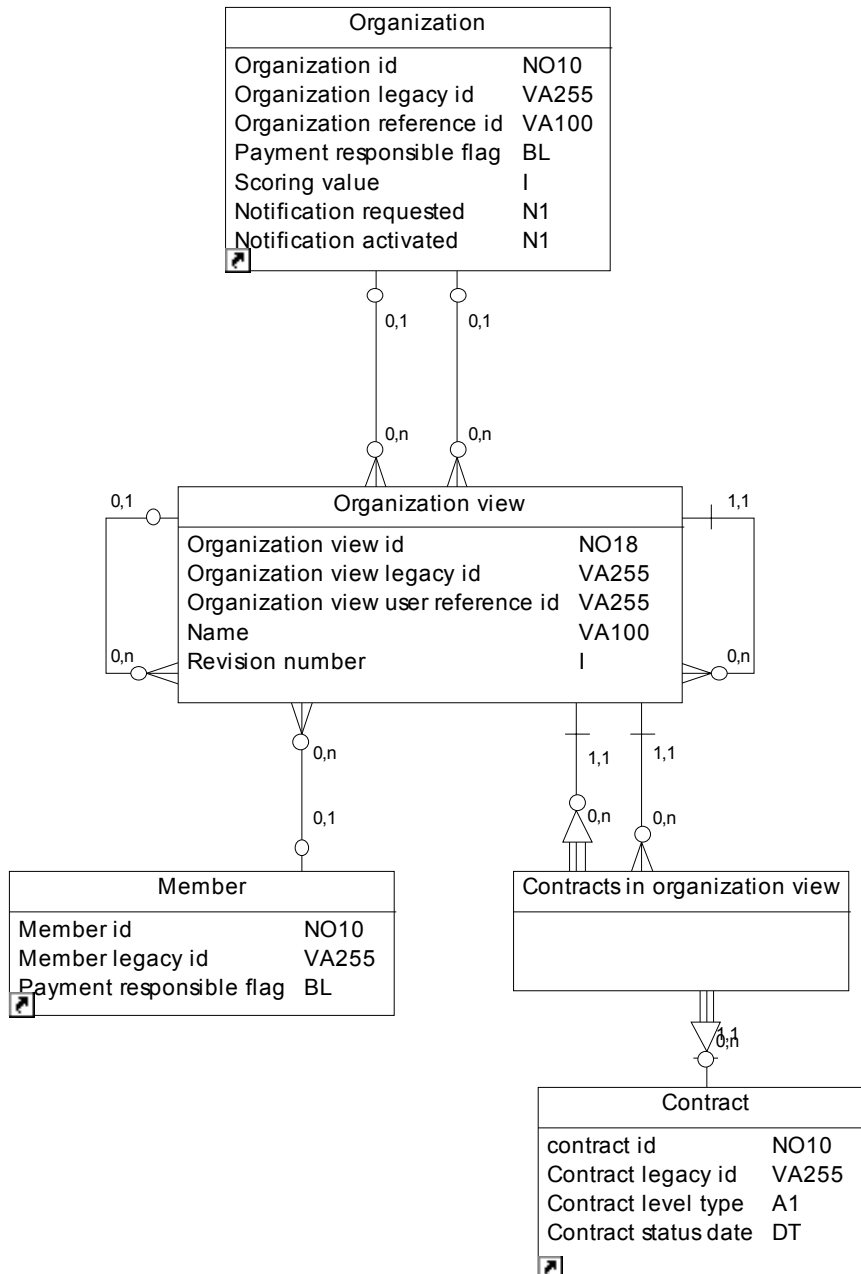 Organization
Organization id NO10
Organization legacy id VA255
Organization reference id VA100
Payment responsible flag BL
Scoring value I
Notification requested N1
Notification activated N1
0,1 0,1
0,n 0,n
Organization view
0,1 1,1
Organization view id NO18
Organization view legacy id VA255
Organization view user reference id VA255
Name VA100
Revision number I
0,n 0,n
0,n 1,1 1,1
0,1 0,n 0,n
Member
Member id NO10
Member legacy id VA255
Payment responsible flag BL
Contracts in organization view
1,1
0,n
Contract
contract id NO10
Contract legacy id VA255
Contract level type A1
Contract status date DT